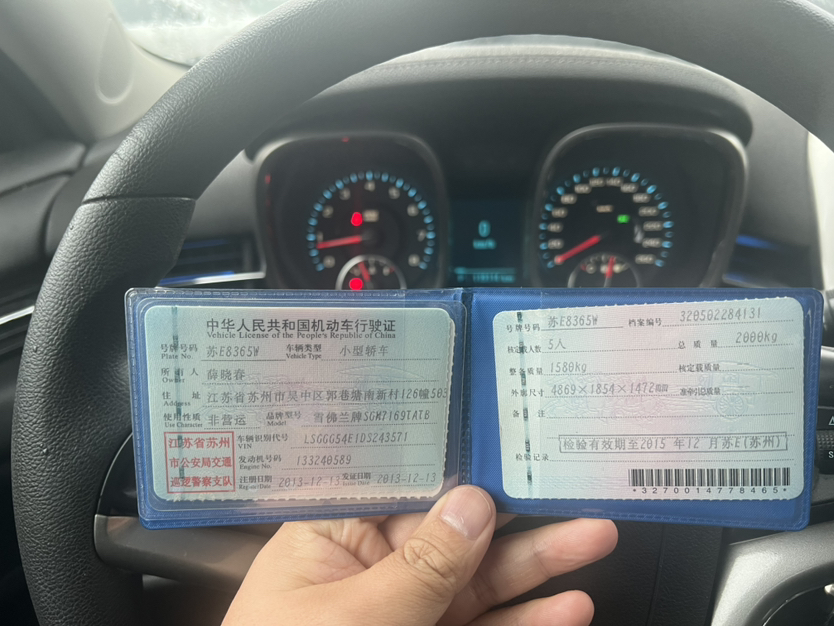 中华人民共和国机动车行驶证
Vehicle License of the People's Republic of China
号牌号码 苏E8365W 车辆类型 小型轿车
Plate No. Vehicle Type
所有人 薛晓春
Owner
住址 江苏省苏州市吴中区郭巷塘南新村126幢503
Address
使用性质 非营运 品牌型号 雪佛兰牌SGM7169TATB
Use Character Model
江苏省苏州
市公安局交通
巡逻警察支队
车辆识别代号 LSGGG54E1DS243571
VIN
发动机号码 133240589
Engine No.
注册日期 2013-12-13 发证日期 2013-12-13
Register Date Issue Date
号牌号码 苏E8365W 档案编号 320502284131
核定载人数 5人 总质量 2000kg
整备质量 1580kg 核定载质量
外廓尺寸 4869×1854×1472 准牵引总质量
备注
检验记录 检验有效期至2015年12月苏E(苏州)
*3270014778465*
0
km/h